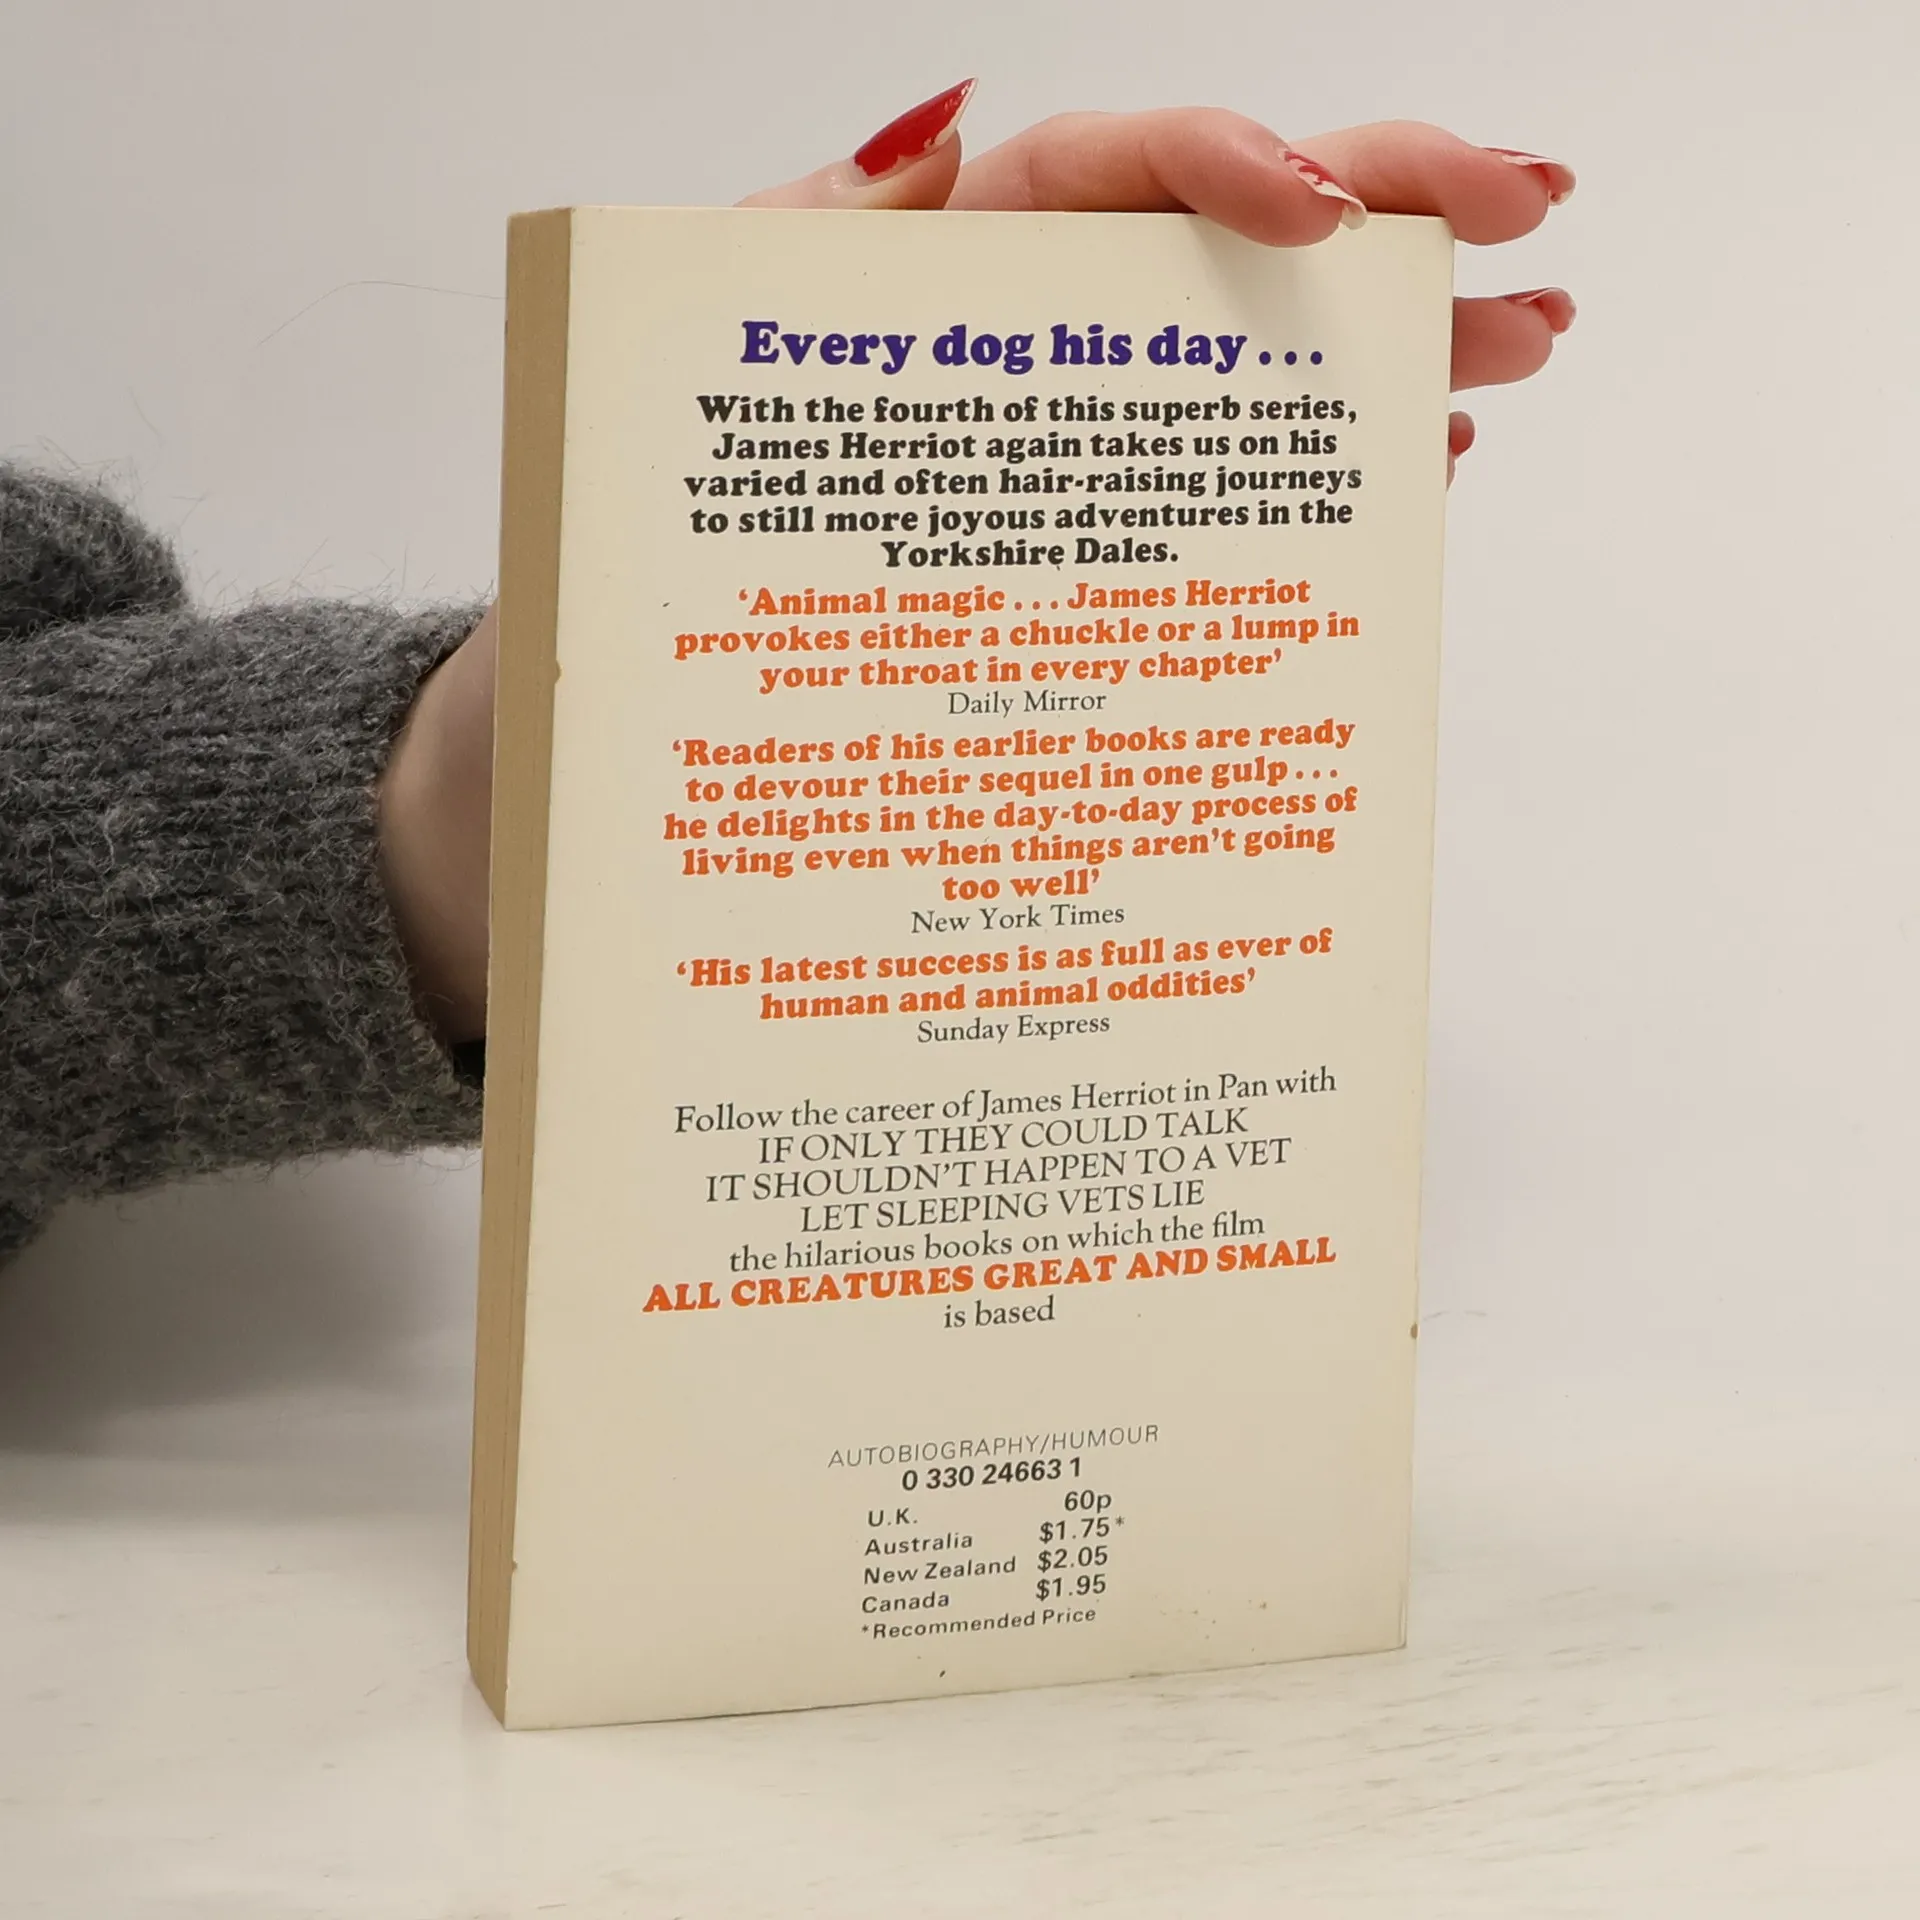 Every dog his day...
With the fourth of this superb series,
James Herriot again takes us on his
varied and often hair-raising journeys
to still more joyous adventures in the
Yorkshire Dales.
‘Animal magic...James Herriot
provokes either a chuckle or a lump in
your throat in every chapter’
Daily Mirror
‘Readers of his earlier books are ready
to devour their sequel in one gulp...
he delights in the day-to-day process of
living even when things aren’t going
too well’
New York Times
‘His latest success is as full as ever of
human and animal oddities’
Sunday Express
Follow the career of James Herriot in Pan with
IF ONLY THEY COULD TALK
IT SHOULDN’T HAPPEN TO A VET
LET SLEEPING VETS LIE
the hilarious books on which the film
ALL CREATURES GREAT AND SMALL
is based
AUTOBIOGRAPHY/HUMOUR
0 330 24663 1
U.K. 60p
Australia $1.75*
New Zealand $2.05
Canada $1.95
*Recommended Price